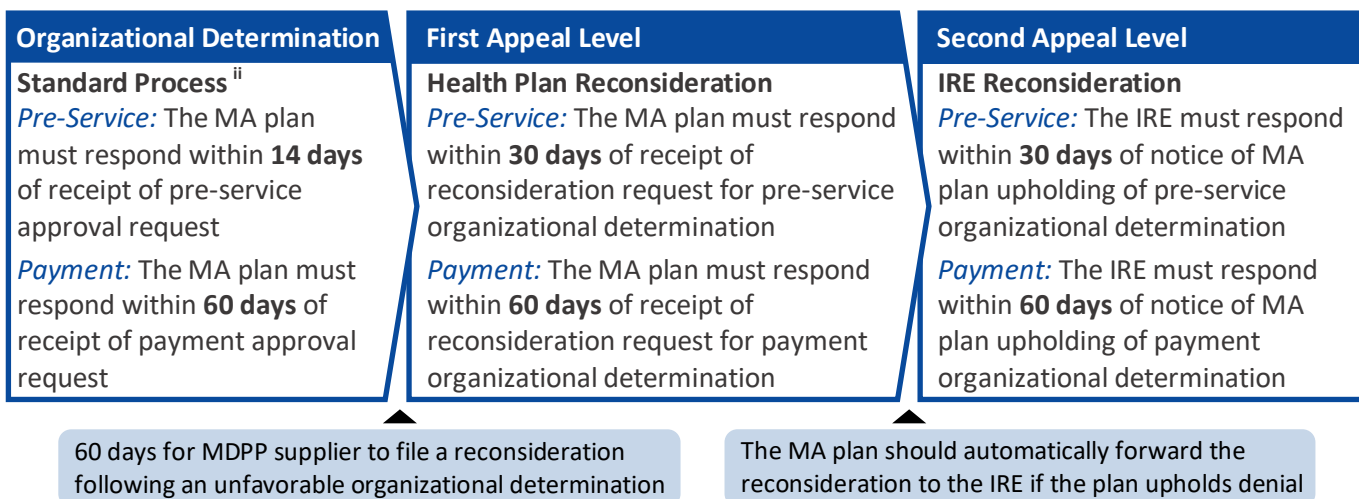 Organizational Determination
Standard Process ii
Pre-Service: The MA plan
must respond within 14 days
of receipt of pre-service
approval request
Payment: The MA plan must
respond within 60 days of
receipt of payment approval
request
First Appeal Level
Health Plan Reconsideration
Pre-Service: The MA plan must respond
within 30 days of receipt of
reconsideration request for pre-service
organizational determination
Payment: The MA plan must respond
within 60 days of receipt of
reconsideration request for payment
organizational determination
Second Appeal Level
IRE Reconsideration
Pre-Service: The IRE must respond
within 30 days of notice of MA
plan upholding of pre-service
organizational determination
Payment: The IRE must respond
within 60 days of notice of MA
plan upholding of payment
organizational determination
60 days for MDPP supplier to file a reconsideration
following an unfavorable organizational determination
The MA plan should automatically forward the
reconsideration to the IRE if the plan upholds denial